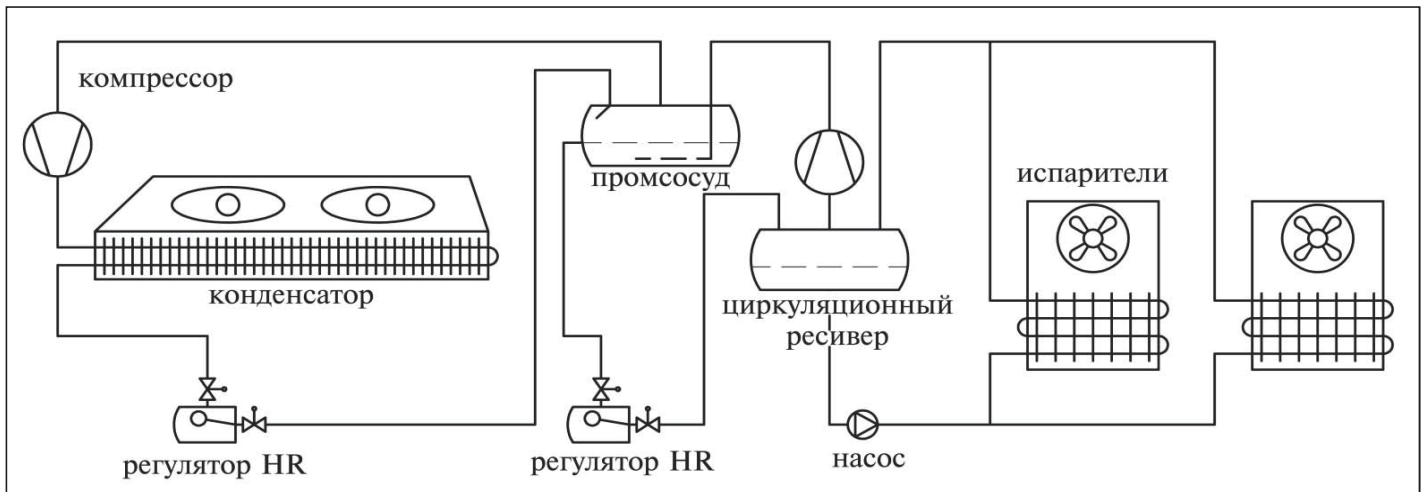 компрессор
промсосуд
испарители
конденсатор
циркуляционный
ресивер
насос
регулятор HR
регулятор HR